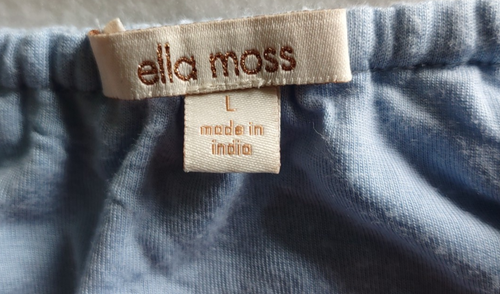 ella moss
L
made in
india